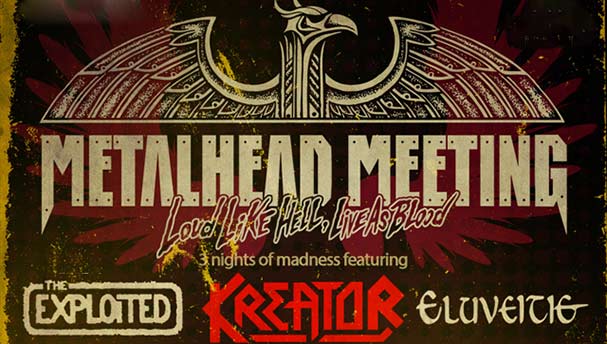 METALHEAD MEETING
Loud Like Hell, Live As Blood
3 nights of madness featuring
THE EXPLOITED KREATOR ELUVEITIE